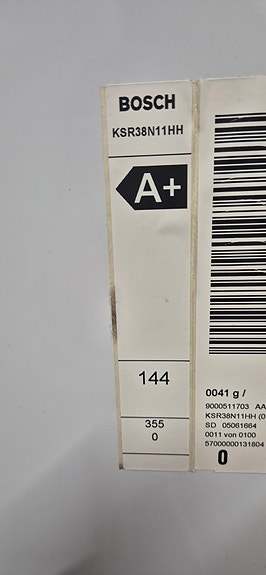 BOSCH
KSR38N11HH
A+
144
355
0
0041 g /
9000511703 AA
KSR38N11HH (0
SD 05061664
0011 von 0100
57000000131804
0